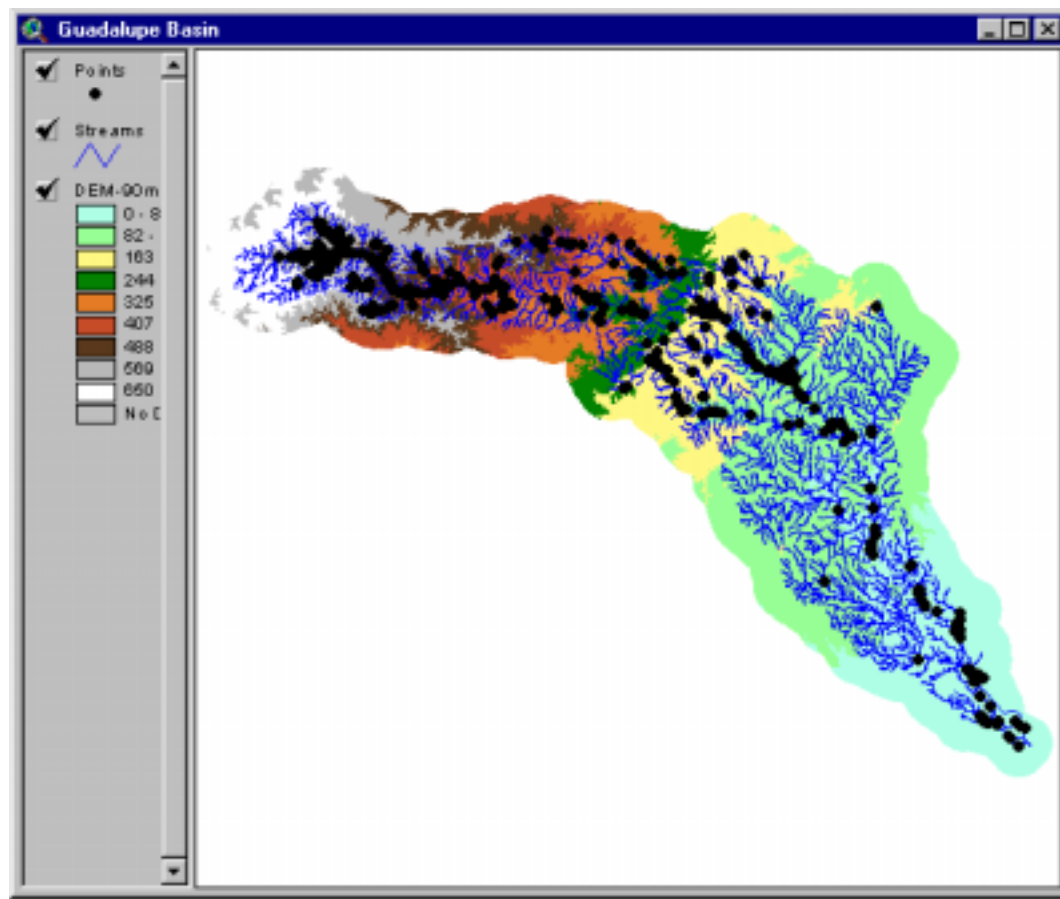 Guadalupe Basin
Points
Streams
DEM-90m
0 - 8
82 -
163
244
325
407
488
569
650
No D